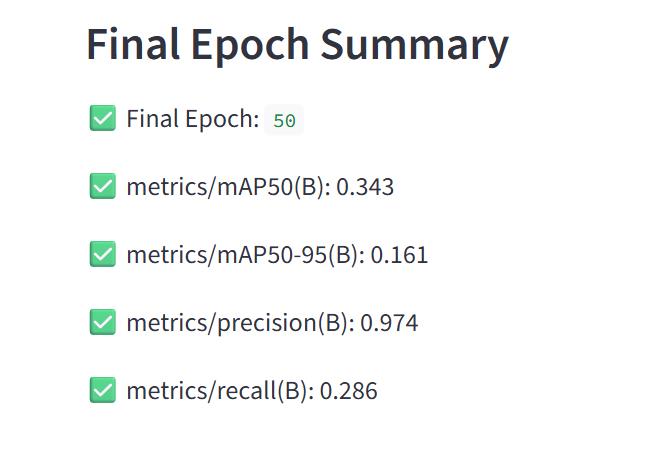 Final Epoch Summary
✅ Final Epoch: 50
✅ metrics/mAP50(B): 0.343
✅ metrics/mAP50-95(B): 0.161
✅ metrics/precision(B): 0.974
✅ metrics/recall(B): 0.286